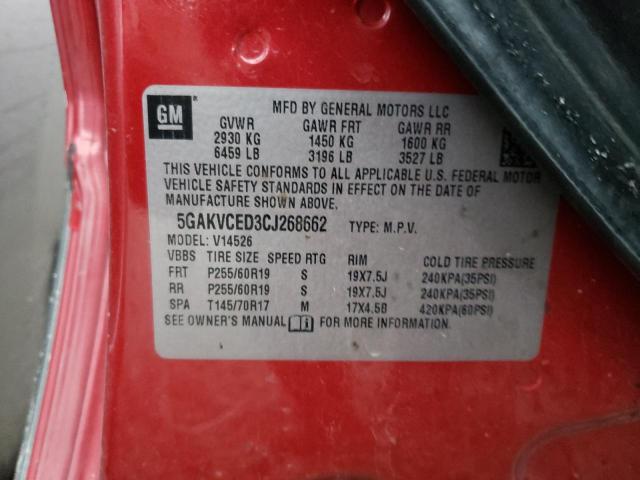 GM
MFD BY GENERAL MOTORS LLC
GVWR GAWR FRT GAWR RR
2930 KG 1450 KG 1600 KG
6459 LB 3196 LB 3527 LB
THIS VEHICLE CONFORMS TO ALL APPLICABLE U.S. FEDERAL MOTOR
VEHICLE SAFETY STANDARDS IN EFFECT ON THE DATE OF
MANUFACTURE SHOWN ABOVE.
5GAKVCED3CJ268662 TYPE: M.P.V.
MODEL: V14526
VBBS TIRE SIZE SPEED RTG RIM COLD TIRE PRESSURE
FRT P255/60R19 S 19X7.5J 240KPA(35PSI)
RR P255/60R19 S 19X7.5J 240KPA(35PSI)
SPA T145/70R17 M 17X4.5B 420KPA(60PSI)
SEE OWNER'S MANUAL FOR MORE INFORMATION.